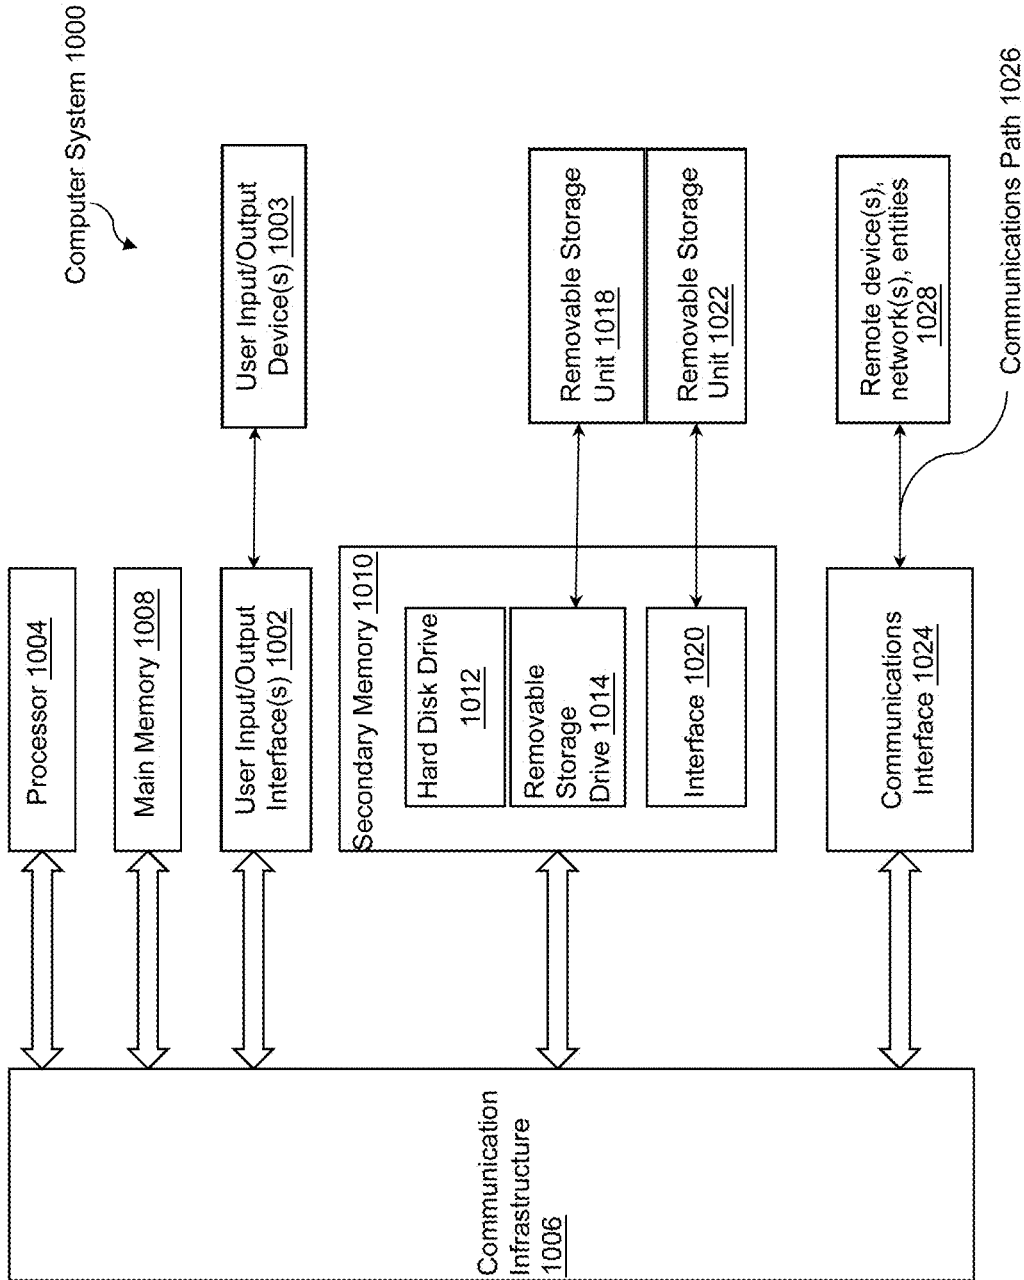 Computer System 1000
Processor 1004
Main Memory 1008
User Input/Output
Interface(s) 1002
User Input/Output
Device(s) 1003
Communication
Infrastructure
1006
Secondary Memory 1010
Hard Disk Drive
1012
Removable
Storage
Drive 1014
Interface 1020
Removable Storage
Unit 1018
Removable Storage
Unit 1022
Communications
Interface 1024
Remote device(s),
network(s), entities
1028
Communications Path 1026